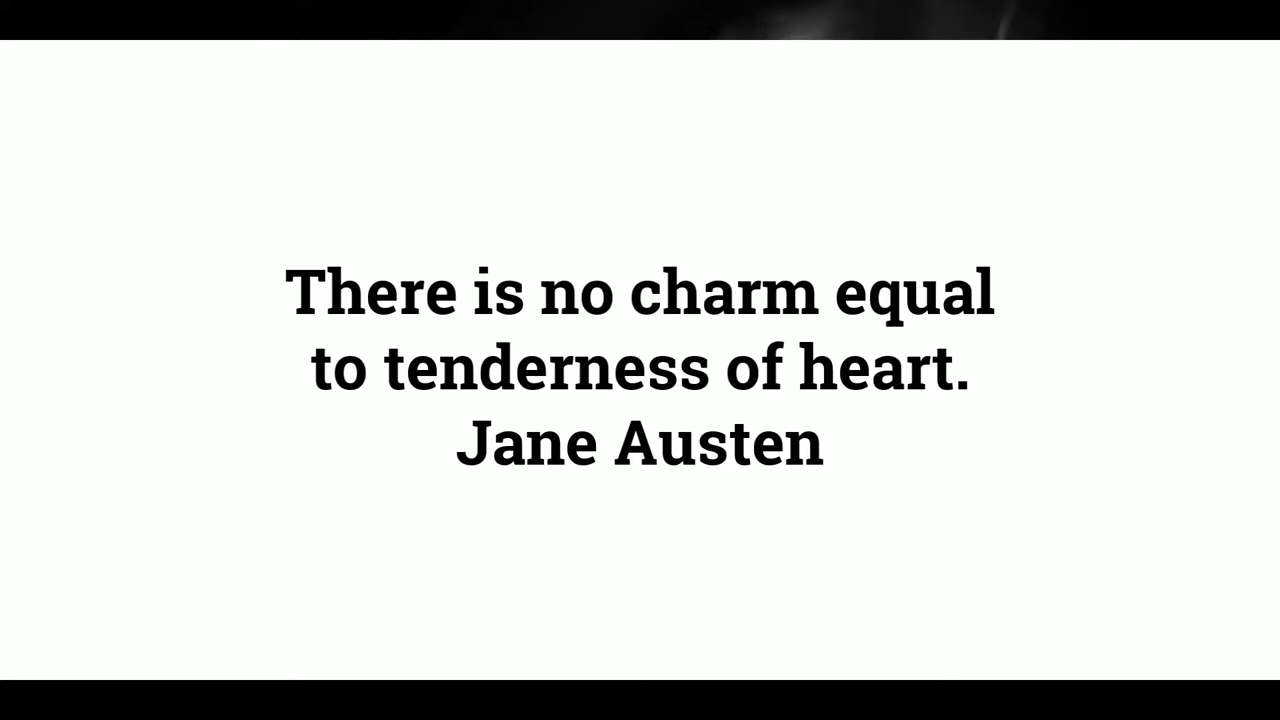 There is no charm equal
to tenderness of heart.
Jane Austen